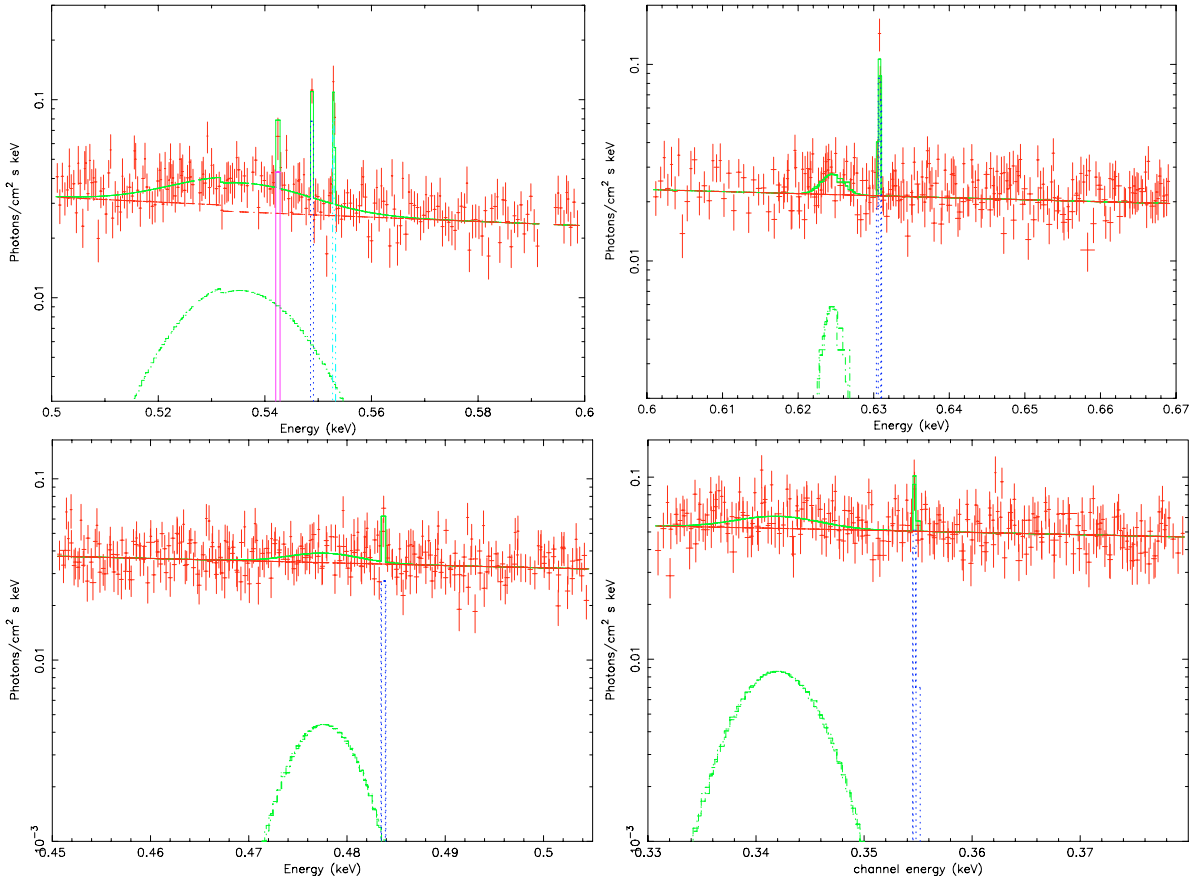 Photons/cm² s keV
0.1
0.01
0.5 0.52 0.54 0.56 0.58 0.6
Energy (keV)
Photons/cm² s keV
0.1
0.01
0.6 0.61 0.62 0.63 0.64 0.65 0.66 0.67
Energy (keV)
Photons/cm² s keV
0.1
0.01
10⁻³
0.45 0.46 0.47 0.48 0.49 0.5
Energy (keV)
Photons/cm² s keV
0.1
0.01
10⁻³
0.33 0.34 0.35 0.36 0.37
channel energy (keV)